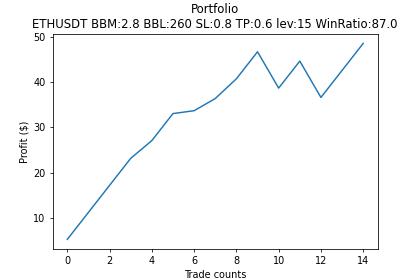 Portfolio
ETHUSDT BBM:2.8 BBL:260 SL:0.8 TP:0.6 lev:15 WinRatio:87.0
50
40
30
20
10
Profit ($)
0 2 4 6 8 10 12 14
Trade counts